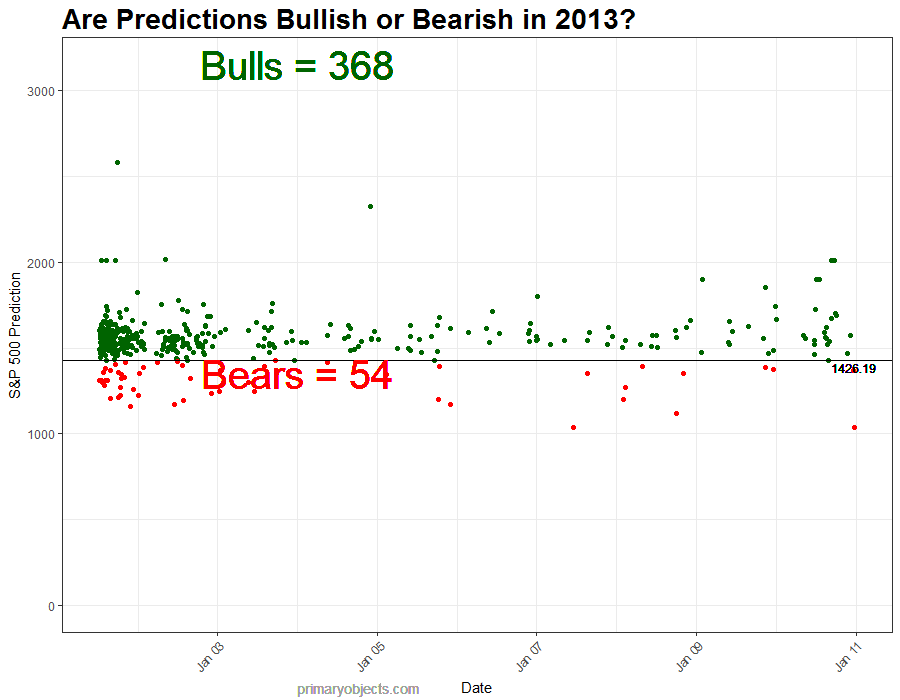 Are Predictions Bullish or Bearish in 2013?
Bulls = 368
3000
2000
S&P 500 Prediction
Bears = 54
1426.19
1000
0
Jan 03
Jan 05
Jan 07
Jan 09
Jan 11
primaryobjects.com
Date